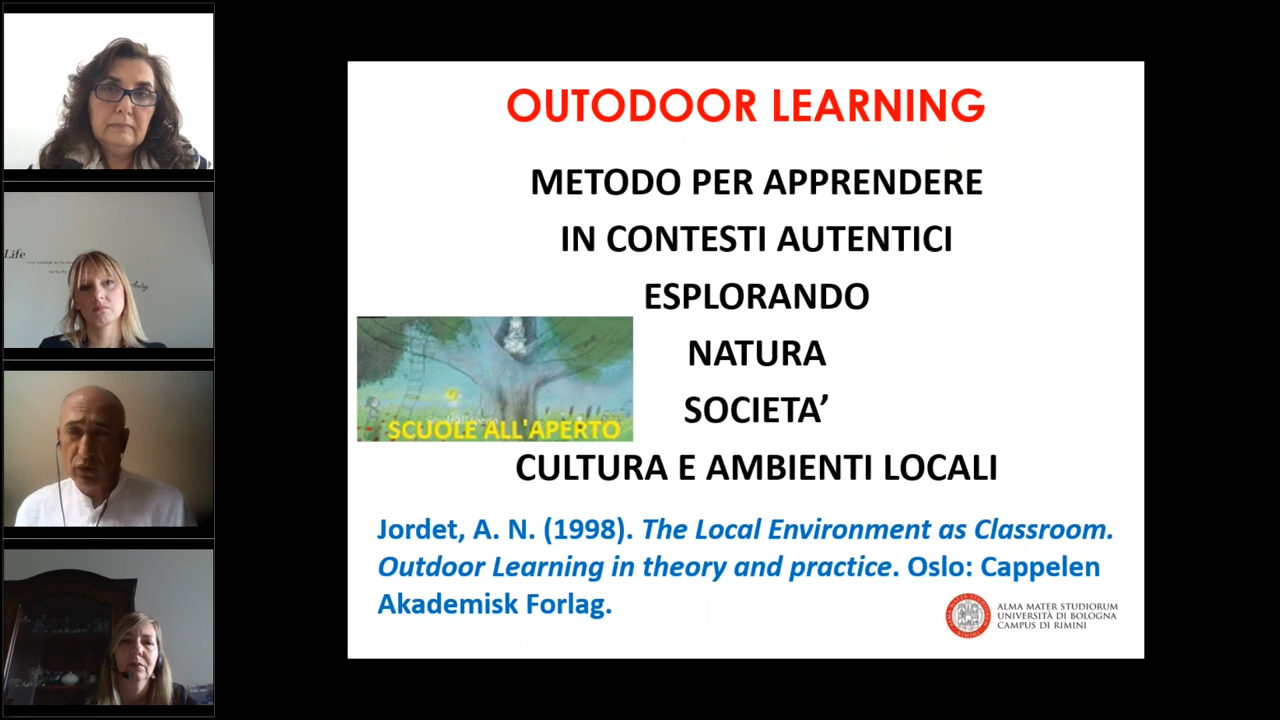 OUTODOOR LEARNING
METODO PER APPRENDERE
IN CONTESTI AUTENTICI
ESPLORANDO
NATURA
SOCIETA’
SCUOLE ALL'APERTO
CULTURA E AMBIENTI LOCALI
Jordet, A. N. (1998). The Local Environment as Classroom.
Outdoor Learning in theory and practice. Oslo: Cappelen
Akademisk Forlag.
ALMA MATER STUDIORUM
UNIVERSITÀ DI BOLOGNA
CAMPUS DI RIMINI
Life